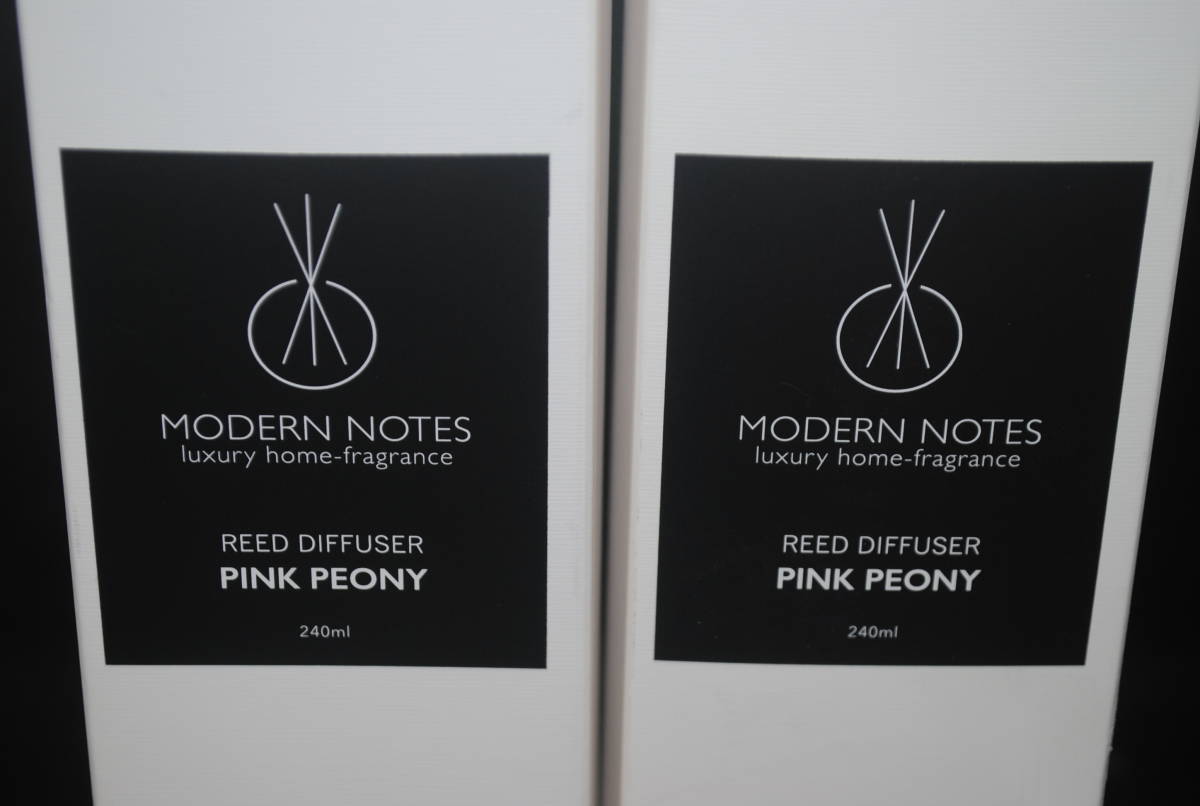 MODERN NOTES
luxury home-fragrance
REED DIFFUSER
PINK PEONY
240ml
MODERN NOTES
luxury home-fragrance
REED DIFFUSER
PINK PEONY
240ml